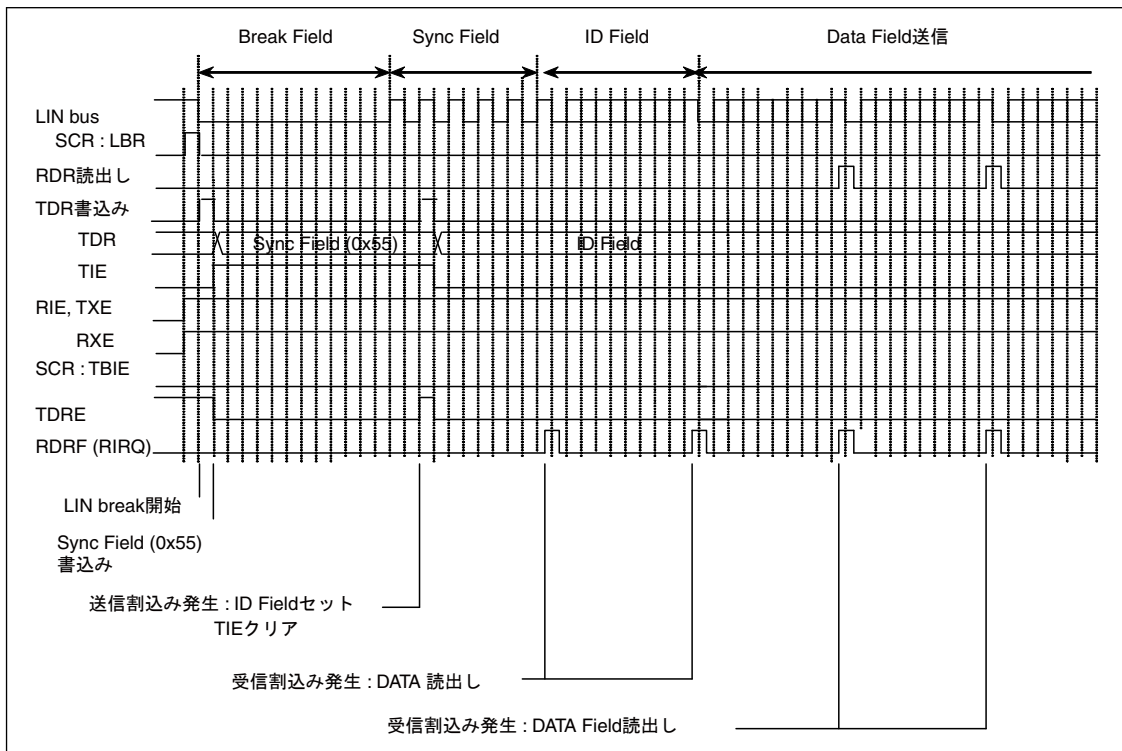 Break Field Sync Field ID Field Data Field送信
LIN bus
SCR : LBR
RDR読出し
TDR書込み
TDR Sync Field (0x55) ID Field
TIE
RIE, TXE
RXE
SCR : TBIE
TDRE
RDRF (RIRQ)
LIN break開始
Sync Field (0x55)
書込み
送信割込み発生 : ID Fieldセット
TIEクリア
受信割込み発生 : DATA 読出し
受信割込み発生 : DATA Field読出し